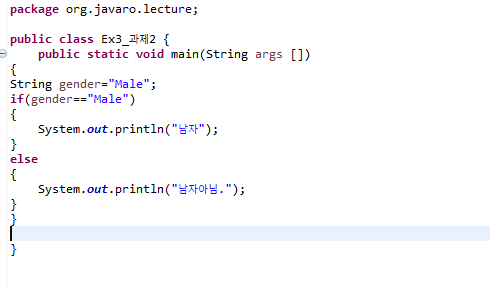 package org.javaro.lecture;
public class Ex3_과제2 {
public static void main(String args [])
{
String gender="Male";
if(gender=="Male")
{
System.out.println("남자");
}
else
{
System.out.println("남자아님.");
}
}
}